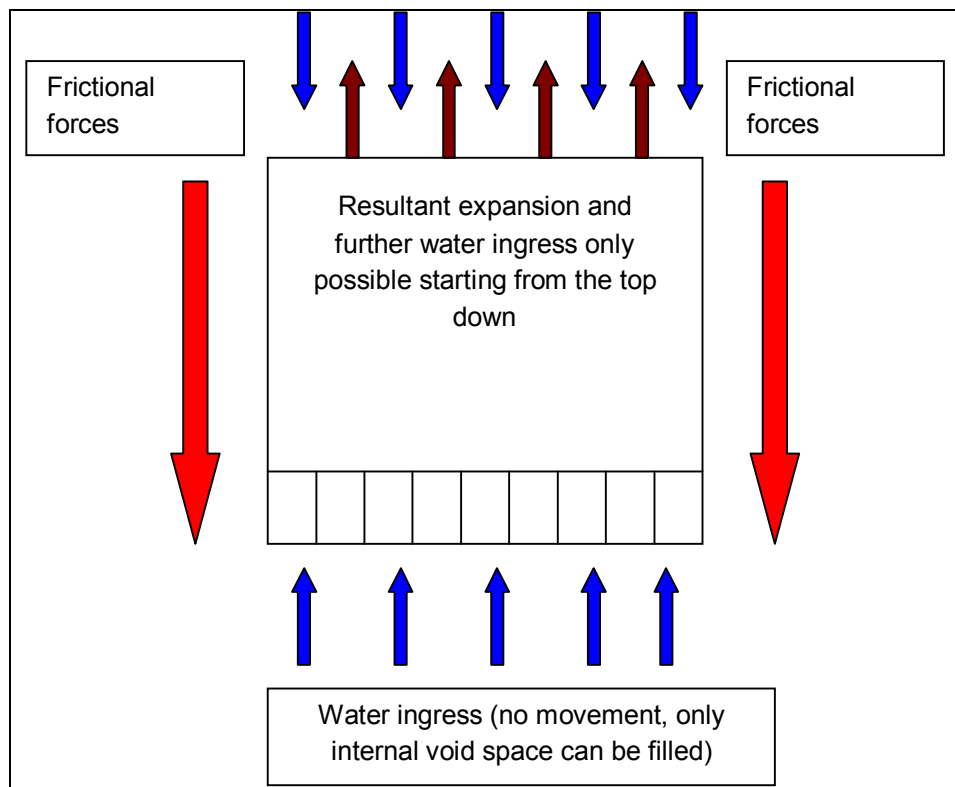 Frictional
forces
Frictional
forces
Resultant expansion and
further water ingress only
possible starting from the top
down
Water ingress (no movement, only
internal void space can be filled)